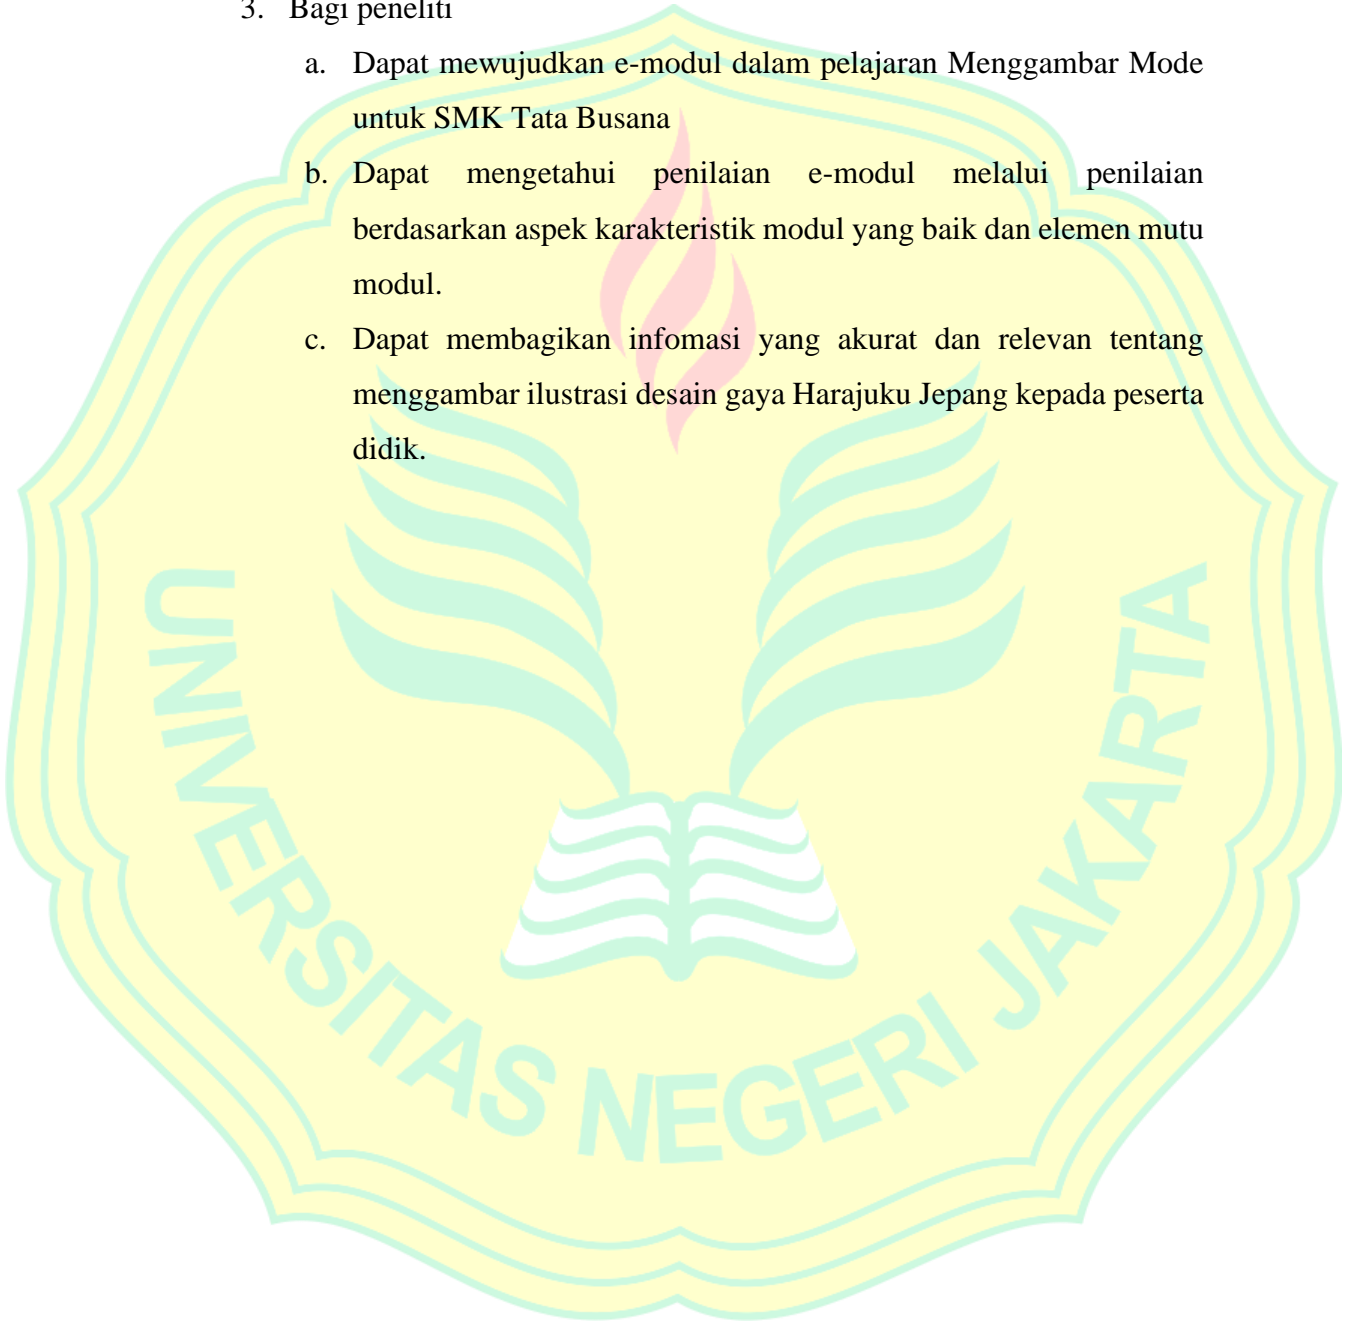 3. Bagi peneliti
a. Dapat mewujudkan e-modul dalam pelajaran Menggambar Mode
untuk SMK Tata Busana
b. Dapat mengetahui penilaian e-modul melalui penilaian
berdasarkan aspek karakteristik modul yang baik dan elemen mutu
modul.
c. Dapat membagikan infomasi yang akurat dan relevan tentang
menggambar ilustrasi desain gaya Harajuku Jepang kepada peserta
didik.
UNIVERSITAS NEGERI JAKARTA